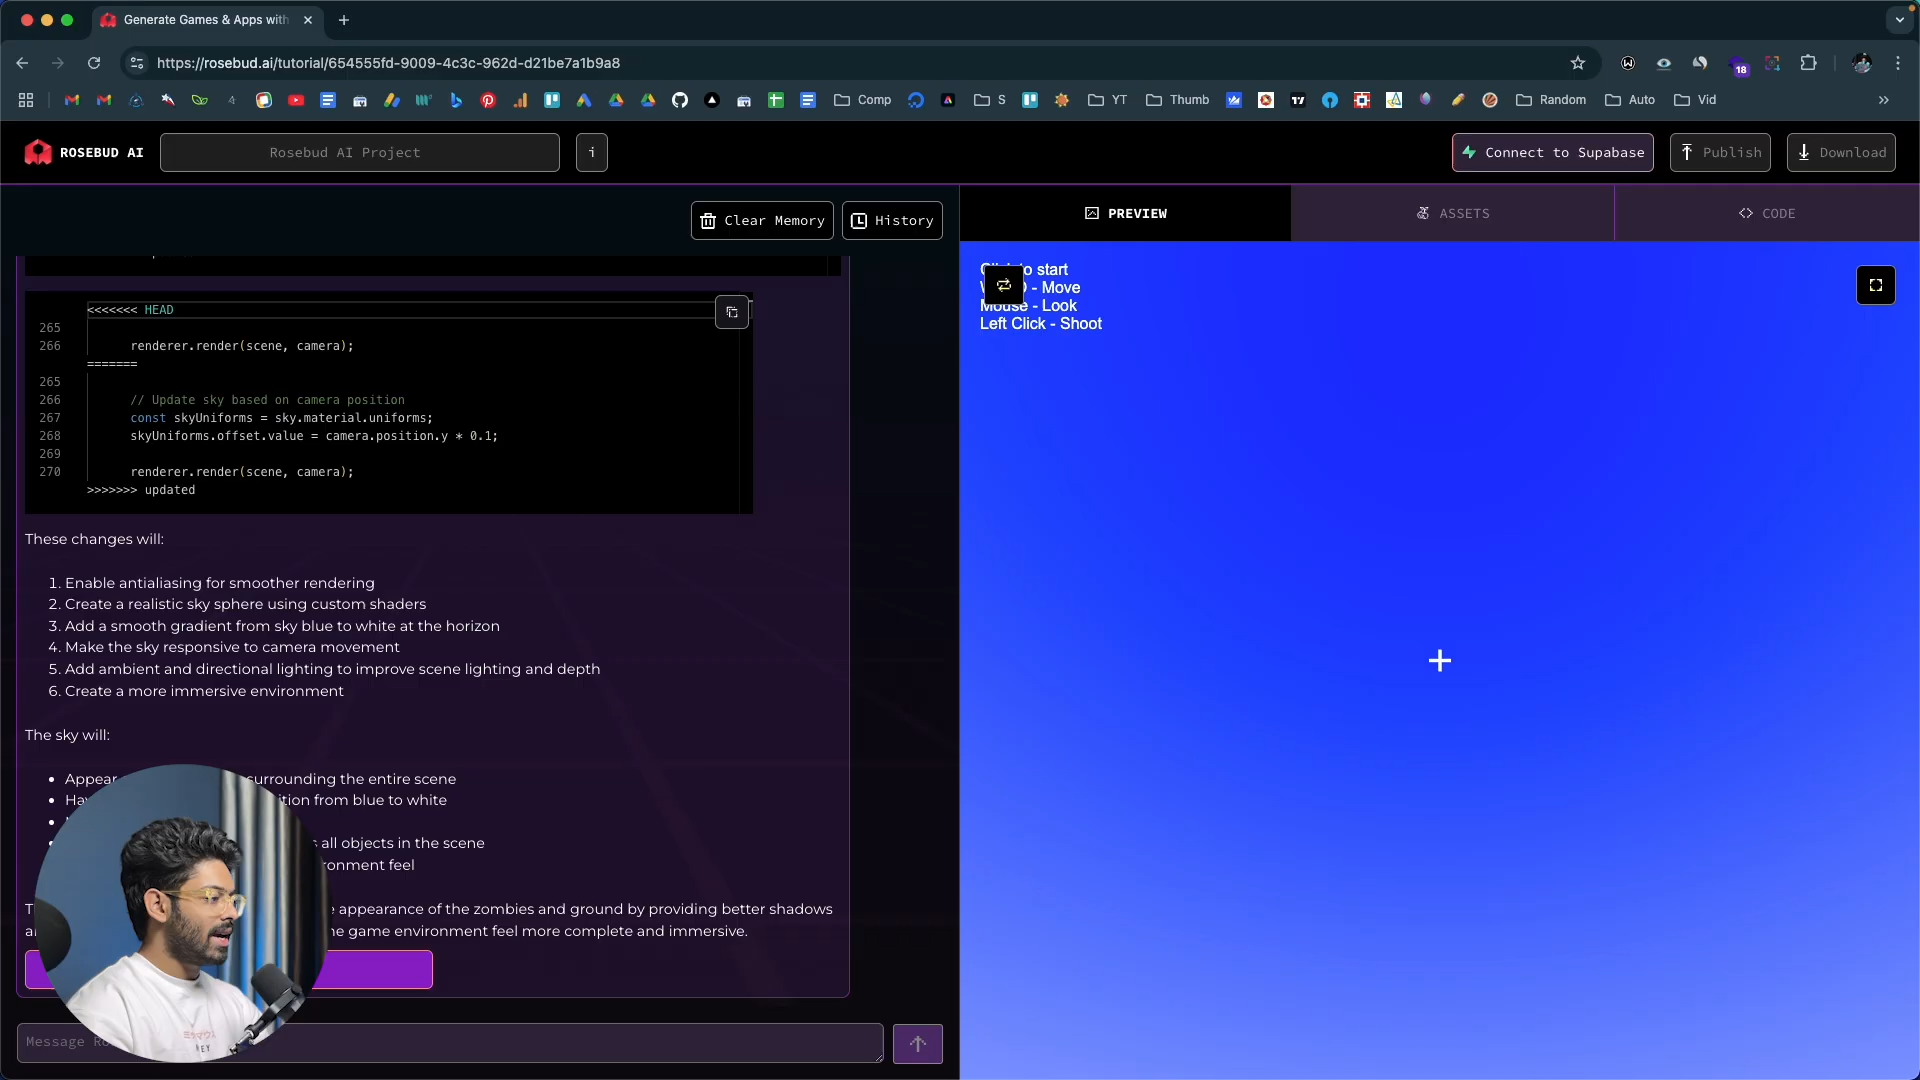 Generate Games & Apps with
https://rosebud.ai/tutorial/654555fd-9009-4c3c-962d-d21be7a1b9a8
18
Comp
S
YT
Thumb
Random
Auto
Vid
ROSEBUD AI
Rosebud AI Project
i
Connect to Supabase
Publish
Download
Clear Memory
History
PREVIEW
ASSETS
CODE
<<<<<<< HEAD
265
266 renderer.render(scene, camera);
=======
265
266 // Update sky based on camera position
267 const skyUniforms = sky.material.uniforms;
268 skyUniforms.offset.value = camera.position.y * 0.1;
269
270 renderer.render(scene, camera);
>>>>>>> updated
These changes will:
1. Enable antialiasing for smoother rendering
2. Create a realistic sky sphere using custom shaders
3. Add a smooth gradient from sky blue to white at the horizon
4. Make the sky responsive to camera movement
5. Add ambient and directional lighting to improve scene lighting and depth
6. Create a more immersive environment
The sky will:
• Appear surrounding the entire scene
• from blue to white
all objects in the scene
feel
appearance of the zombies and ground by providing better shadows
game environment feel more complete and immersive.
Message
to start
- Move
Mouse - Look
Left Click - Shoot